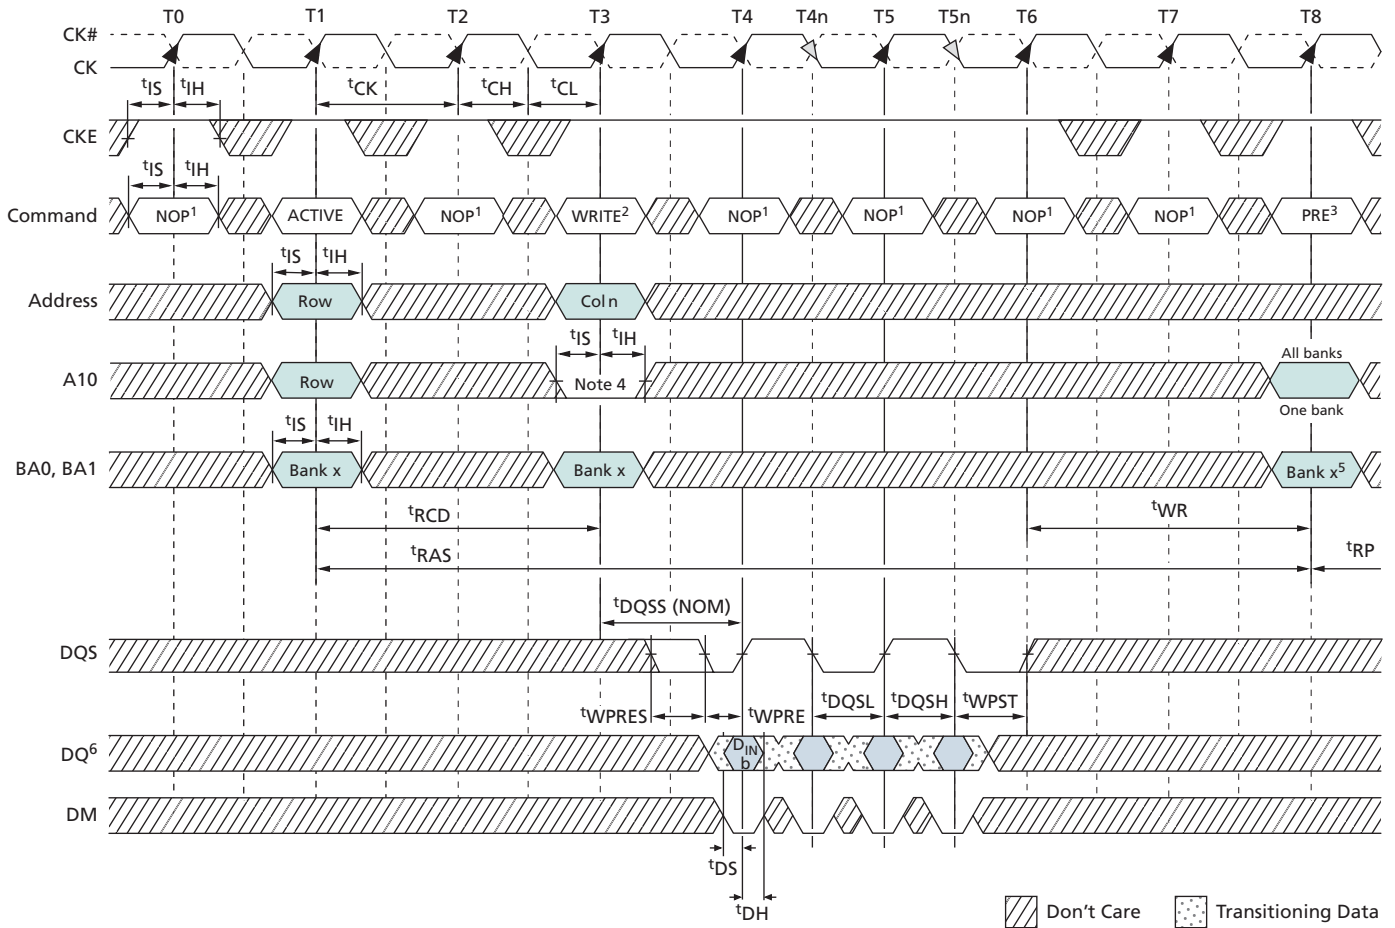 T0 T1 T2 T3 T4 T4n T5 T5n T6 T7 T8
CK#
CK
tIS tIH tCK tCH tCL
CKE
tIS tIH
Command NOP1 ACTIVE NOP1 WRITE2 NOP1 NOP1 NOP1 NOP1 PRE3
tIS tIH
Address Row Col n
tIS tIH
All banks
A10 Row Note 4
One bank
tIS tIH
BA0, BA1 Bank x Bank x Bank x5
tRCD tWR
tRAS tRP
tDQSS (NOM)
DQS
tWPRES tWPRE tDQSL tDQSH tWPST
DQ6 DIN
b
DM
tDS
tDH
Don't Care Transitioning Data